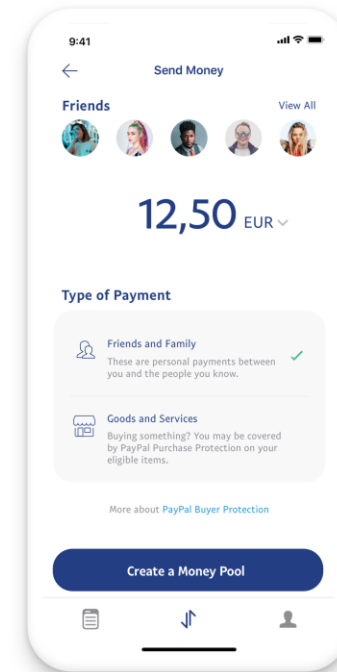 9:41
Send Money
Friends
View All
12,50 EUR
Type of Payment
Friends and Family
These are personal payments between
you and the people you know.
Goods and Services
Buying something? You may be covered
by PayPal Purchase Protection on your
eligible items.
More about PayPal Buyer Protection
Create a Money Pool